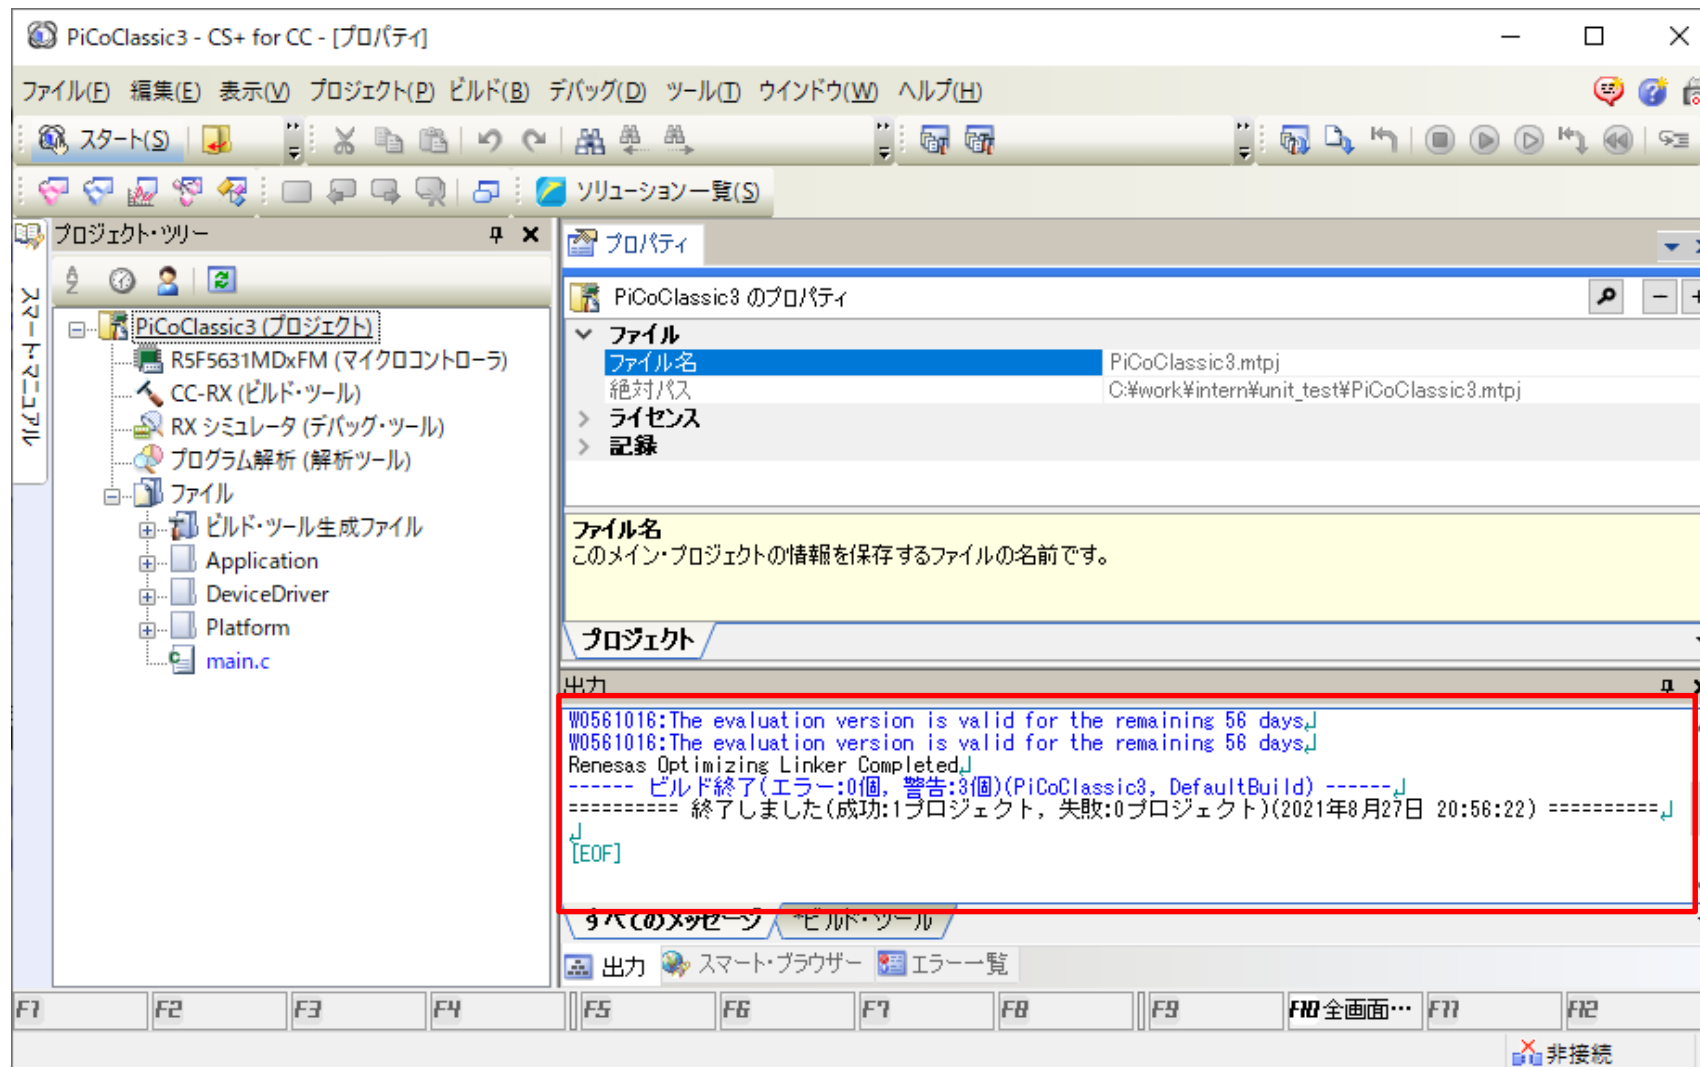 PiCoClassic3 - CS+ for CC - [プロパティ]
ファイル(F) 編集(E) 表示(V) プロジェクト(P) ビルド(B) デバッグ(D) ツール(T) ウインドウ(W) ヘルプ(H)
スタート(S)
ソリューション一覧(S)
スマート・マニュアル
プロジェクト・ツリー
PiCoClassic3 (プロジェクト)
R5F5631MDxFM (マイクロコントローラ)
CC-RX (ビルド・ツール)
RX シミュレータ (デバッグ・ツール)
プログラム解析 (解析ツール)
ファイル
ビルド・ツール生成ファイル
Application
DeviceDriver
Platform
main.c
プロパティ
PiCoClassic3 のプロパティ
ファイル
ファイル名 PiCoClassic3.mtpj
絶対パス C:¥work¥intern¥unit_test¥PiCoClassic3.mtpj
ライセンス
記録
ファイル名
このメイン・プロジェクトの情報を保存するファイルの名前です。
プロジェクト
出力
W0561016:The evaluation version is valid for the remaining 56 days↲
W0561016:The evaluation version is valid for the remaining 56 days↲
Renesas Optimizing Linker Completed↲
------ ビルド終了(エラー:0個, 警告:3個)(PiCoClassic3, DefaultBuild) ------↲
========== 終了しました(成功:1プロジェクト, 失敗:0プロジェクト)(2021年8月27日 20:56:22) ==========↲
↲
[EOF]
すべてのメッセージ *ビルド・ツール
出力 スマート・ブラウザー エラー一覧
F1 F2 F3 F4 F5 F6 F7 F8 F9 F10 全画面… F11 F12
非接続